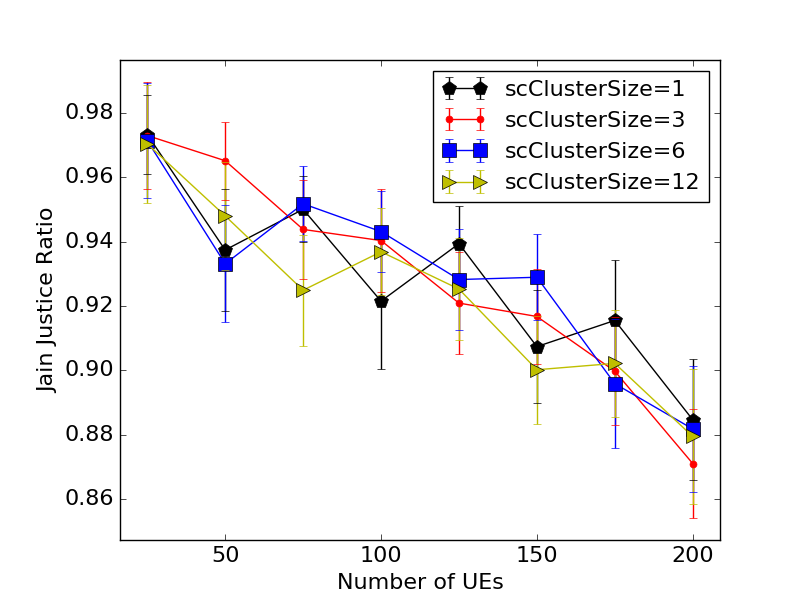 scClusterSize=1
scClusterSize=3
scClusterSize=6
scClusterSize=12
Jain Justice Ratio
0.98
0.96
0.94
0.92
0.90
0.88
0.86
50 100 150 200
Number of UEs